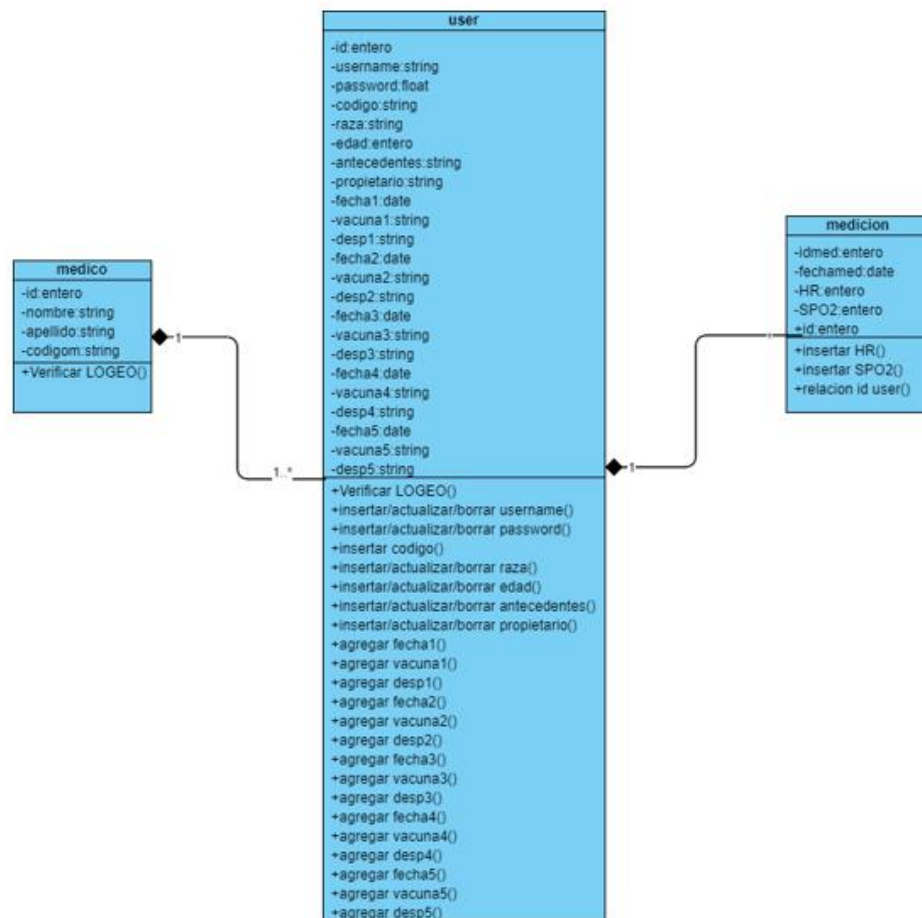 user
-id:entero
-username:string
-password:float
-codigo:string
-raza:string
-edad:entero
-antecedentes:string
-propietario:string
-fecha1:date
-vacuna1:string
-desp1:string
-fecha2:date
-vacuna2:string
-desp2:string
-fecha3:date
-vacuna3:string
-desp3:string
-fecha4:date
-vacuna4:string
-desp4:string
-fecha5:date
-vacuna5:string
-desp5:string
+Verificar LOGEO()
+insertar/actualizar/borrar username()
+insertar/actualizar/borrar password()
+insertar codigo()
+insertar/actualizar/borrar raza()
+insertar/actualizar/borrar edad()
+insertar/actualizar/borrar antecedentes()
+insertar/actualizar/borrar propietario()
+agregar fecha1()
+agregar vacuna1()
+agregar desp1()
+agregar fecha2()
+agregar vacuna2()
+agregar desp2()
+agregar fecha3()
+agregar vacuna3()
+agregar desp3()
+agregar fecha4()
+agregar vacuna4()
+agregar desp4()
+agregar fecha5()
+agregar vacuna5()
+agregar desp5()
medico
-id:entero
-nombre:string
-apellido:string
-codigom:string
+Verificar LOGEO()
1
1..*
medicion
-idmed:entero
-fechamed:date
-HR:entero
-SPO2:entero
+id:entero
+insertar HR()
+insertar SPO2()
+relacion id user()
1
*